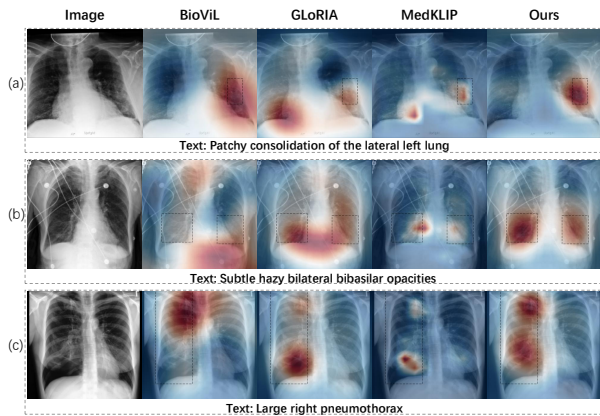 Image BioViL GLoRIA MedKLIP Ours
(a)
Text: Patchy consolidation of the lateral left lung
(b)
Text: Subtle hazy bilateral bibasilar opacities
(c)
Text: Large right pneumothorax